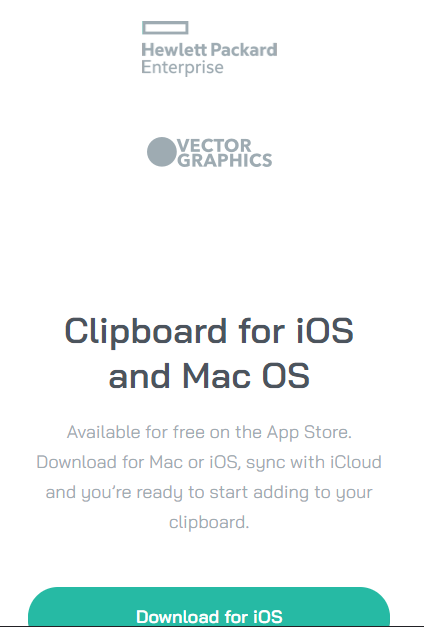 Hewlett Packard
Enterprise
VECTOR
GRAPHICS
Clipboard for iOS
and Mac OS
Available for free on the App Store.
Download for Mac or iOS, sync with iCloud
and you're ready to start adding to your
clipboard.
Download for iOS